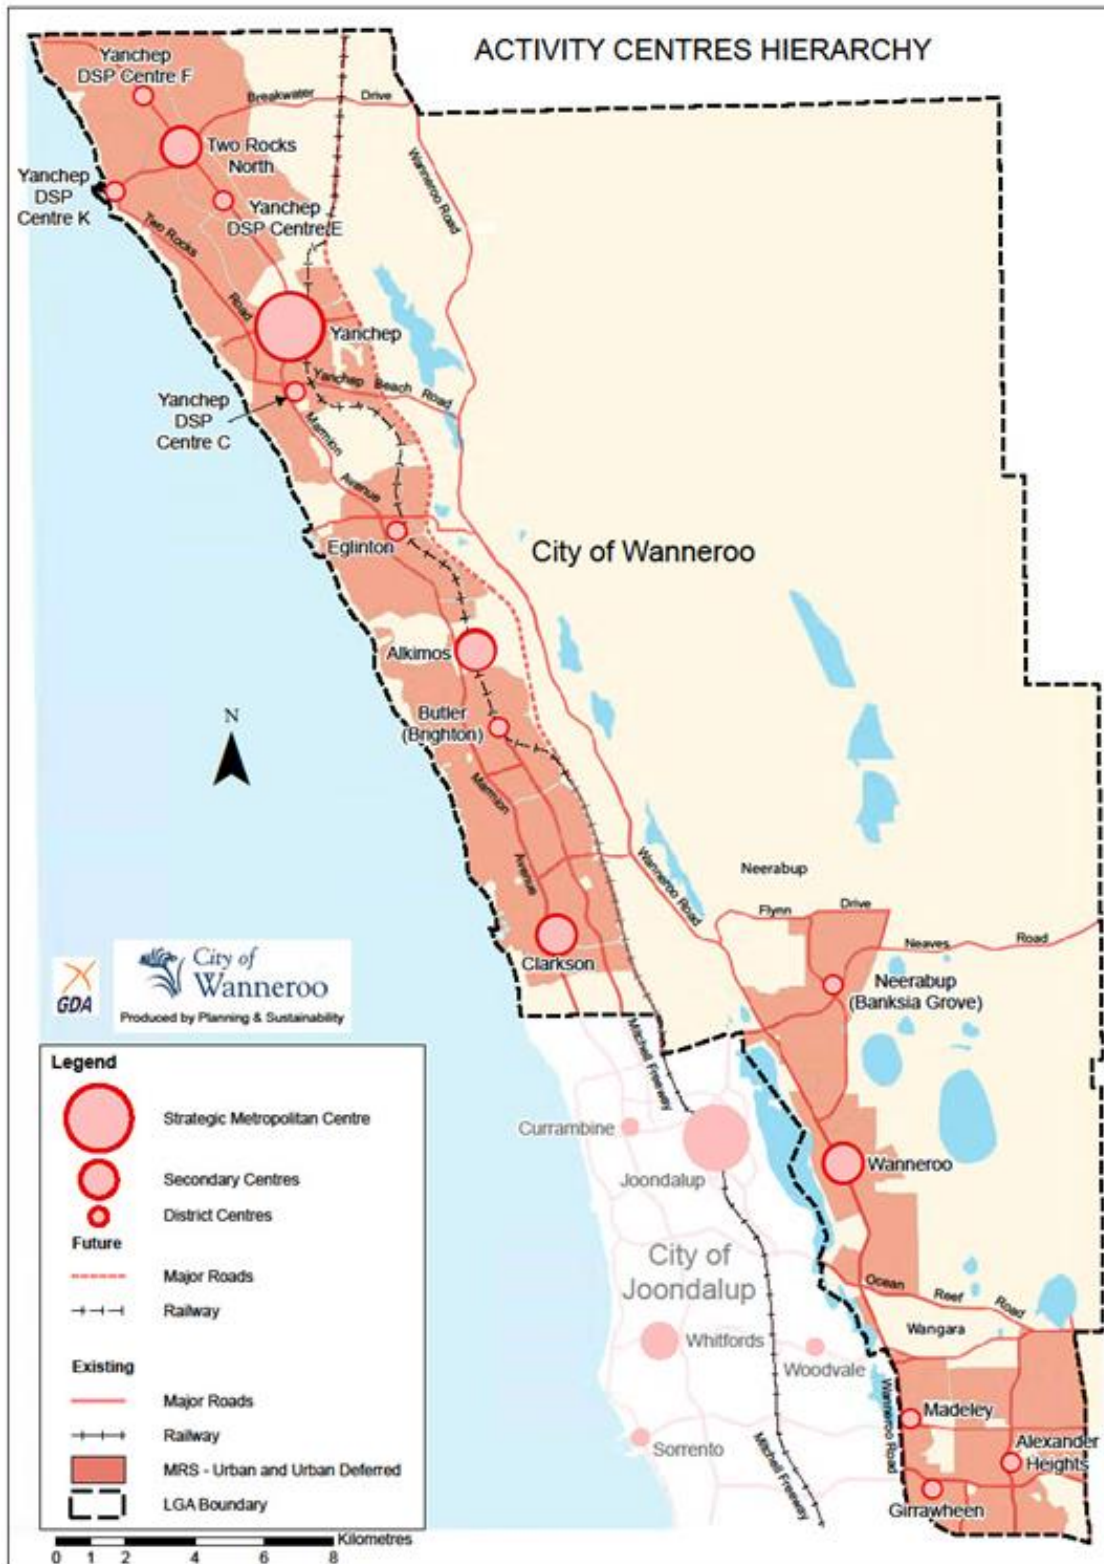 ACTIVITY CENTRES HIERARCHY
Yanchep
DSP Centre F
Breakwater Drive
Two Rocks
North
Wanneroo Road
Yanchep
DSP
Centre K
Yanchep
DSP Centre E
Two Rocks Road
Yanchep
Yanchep Beach Road
Yanchep
DSP
Centre C
Marmion Avenue
Eglinton
City of Wanneroo
Alkimos
Butler
(Brighton)
N
Marmion Avenue
Wanneroo Road
Neerabup
Flynn Drive
Neaves Road
Clarkson
Neerabup
(Banksia Grove)
GDA
City of
Wanneroo
Produced by Planning & Sustainability
Mitchell Freeway
Currambine
Joondalup
Wanneroo
City of
Joondalup
Ocean Reef Road
Wangara
Whitfords
Woodvale
Wanneroo Road
Madeley
Sorrento
Mitchell Freeway
Alexander
Heights
Girrawheen
Legend
Strategic Metropolitan Centre
Secondary Centres
District Centres
Future
Major Roads
Railway
Existing
Major Roads
Railway
MRS - Urban and Urban Deferred
LGA Boundary
Kilometres
0 1 2 4 6 8